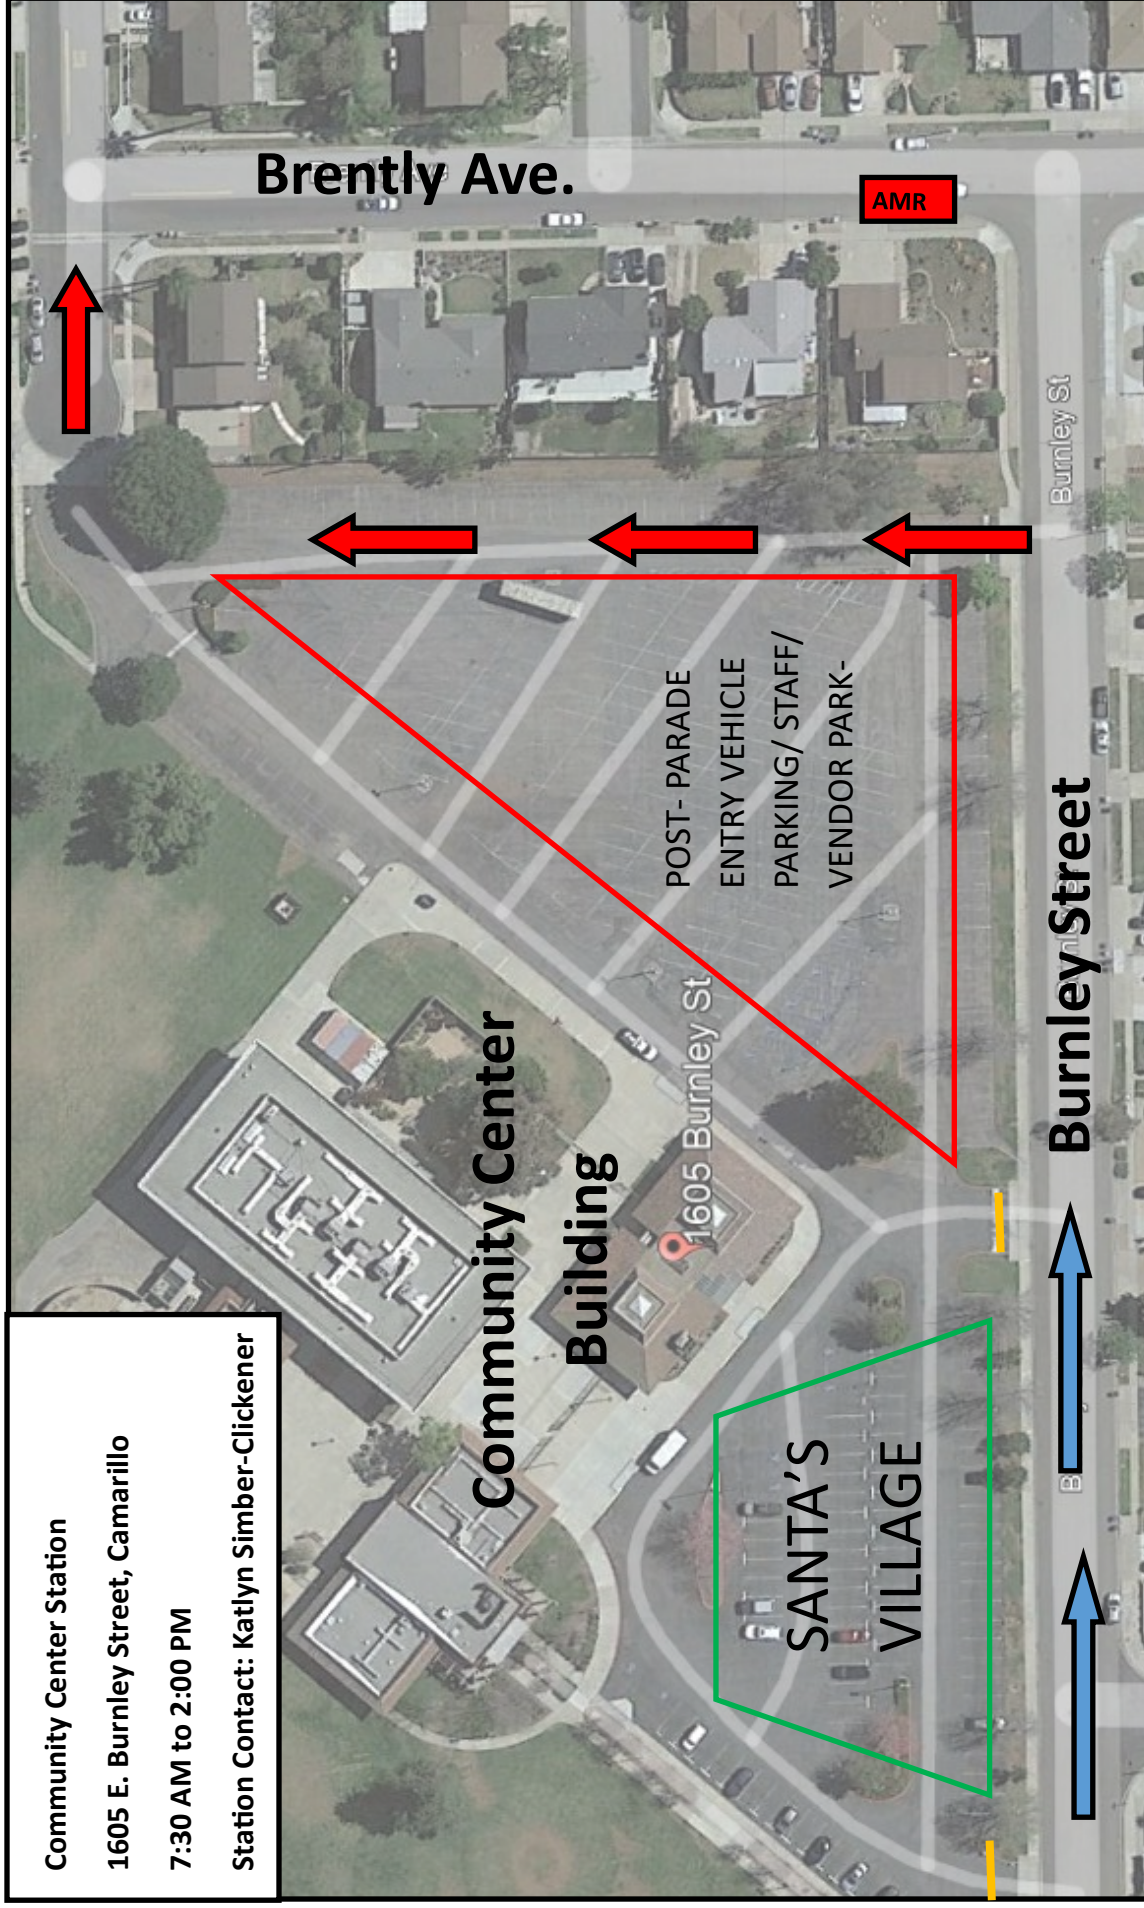 Community Center Station
1605 E. Burnley Street, Camarillo
7:30 AM to 2:00 PM
Station Contact: Katlyn Simber-Clickener
Community Center
Building
1605 Burnley St
SANTA'S
VILLAGE
POST- PARADE
ENTRY VEHICLE
PARKING/ STAFF/
VENDOR PARK-
Burnley Street
Burnley St
B
Brently Ave.
AMR